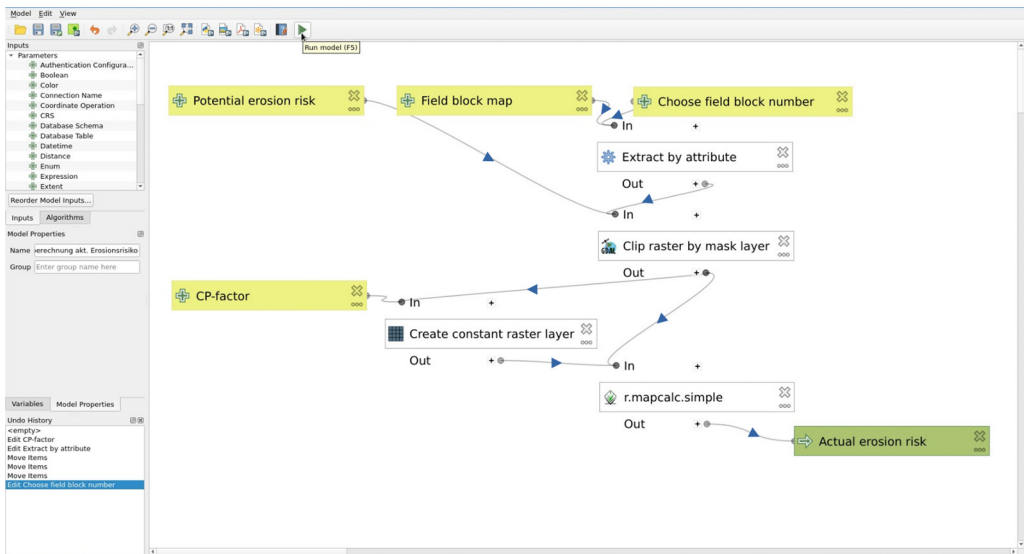 Model Edit View
Run model (F5)
Inputs
Parameters
Authentication Configura...
Boolean
Color
Connection Name
Coordinate Operation
CRS
Database Schema
Database Table
Datetime
Distance
Enum
Expression
Extent
Reorder Model Inputs...
Inputs Algorithms
Model Properties
Name erechnung akt. Erosionsrisiko
Group Enter group name here
Variables Model Properties
Undo History
<empty>
Edit CP-factor
Edit Extract by attribute
Move Items
Move Items
Move Items
Edit Choose field block number
Potential erosion risk
Field block map
Choose field block number
In +
Extract by attribute
Out +
In +
Clip raster by mask layer
Out +
CP-factor
In +
Create constant raster layer
Out +
In +
r.mapcalc.simple
Out +
Actual erosion risk